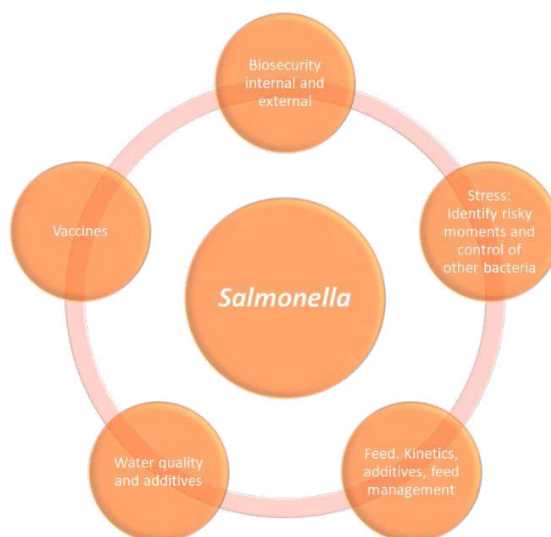 Biosecurity
internal and
external
Stress:
Identify risky
moments and
control of
other bacteria
Vaccines
Salmonella
Water quality
and additives
Feed. Kinetics,
additives, feed
management